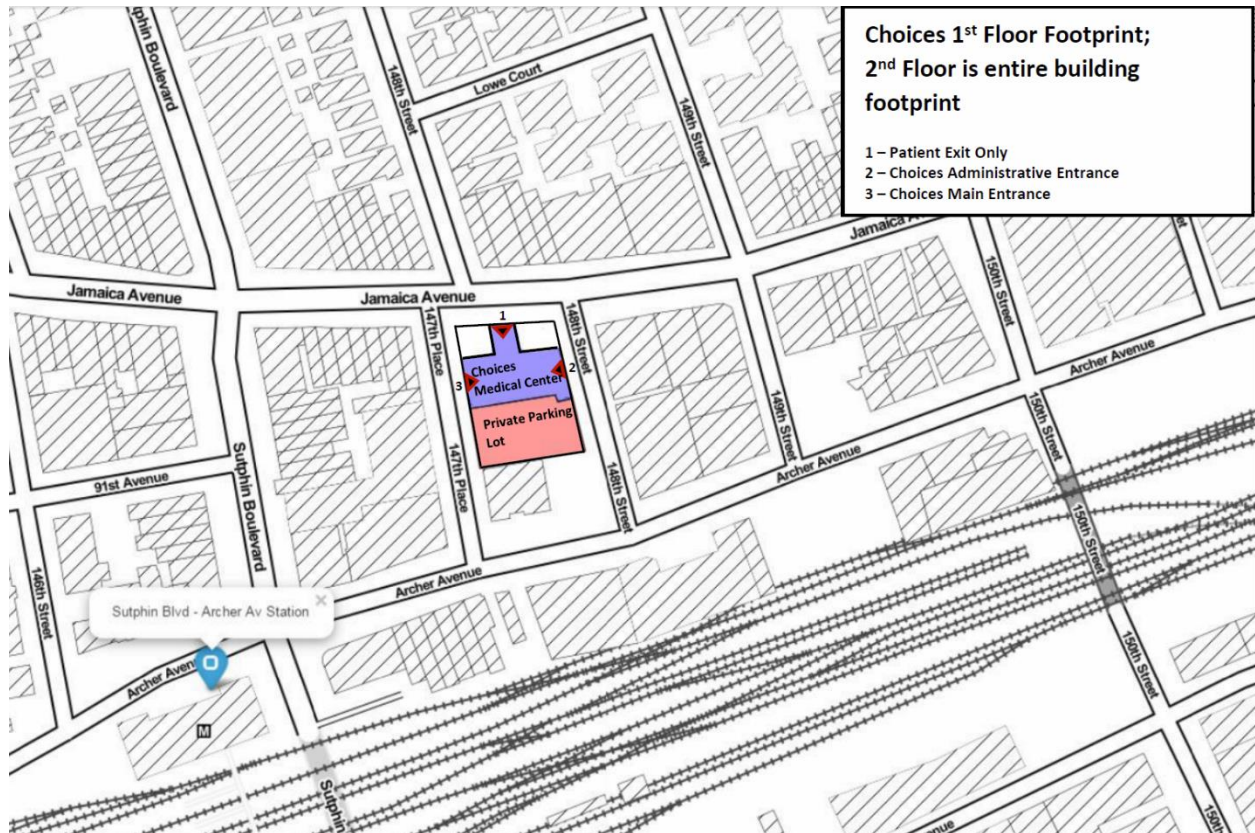 Choices 1st Floor Footprint;
2nd Floor is entire building
footprint
1 – Patient Exit Only
2 – Choices Administrative Entrance
3 – Choices Main Entrance
Sutphin Boulevard
148th Street
Lowe Court
149th Street
Jamaica
Street
150th Street
Jamaica Avenue
Jamaica Avenue
147th Place
1
148th Street
Choices
Medical Center
2
3
Private Parking
Lot
Archer Avenue
149th Street
150th Street
Archer Avenue
Sutphin Boulevard
91st Avenue
147th Place
148th Street
150th Street
146th Street
Archer Avenue
Sutphin Blvd - Archer Av Station
×
Archer Avenue
M
150th Street
Sutphin